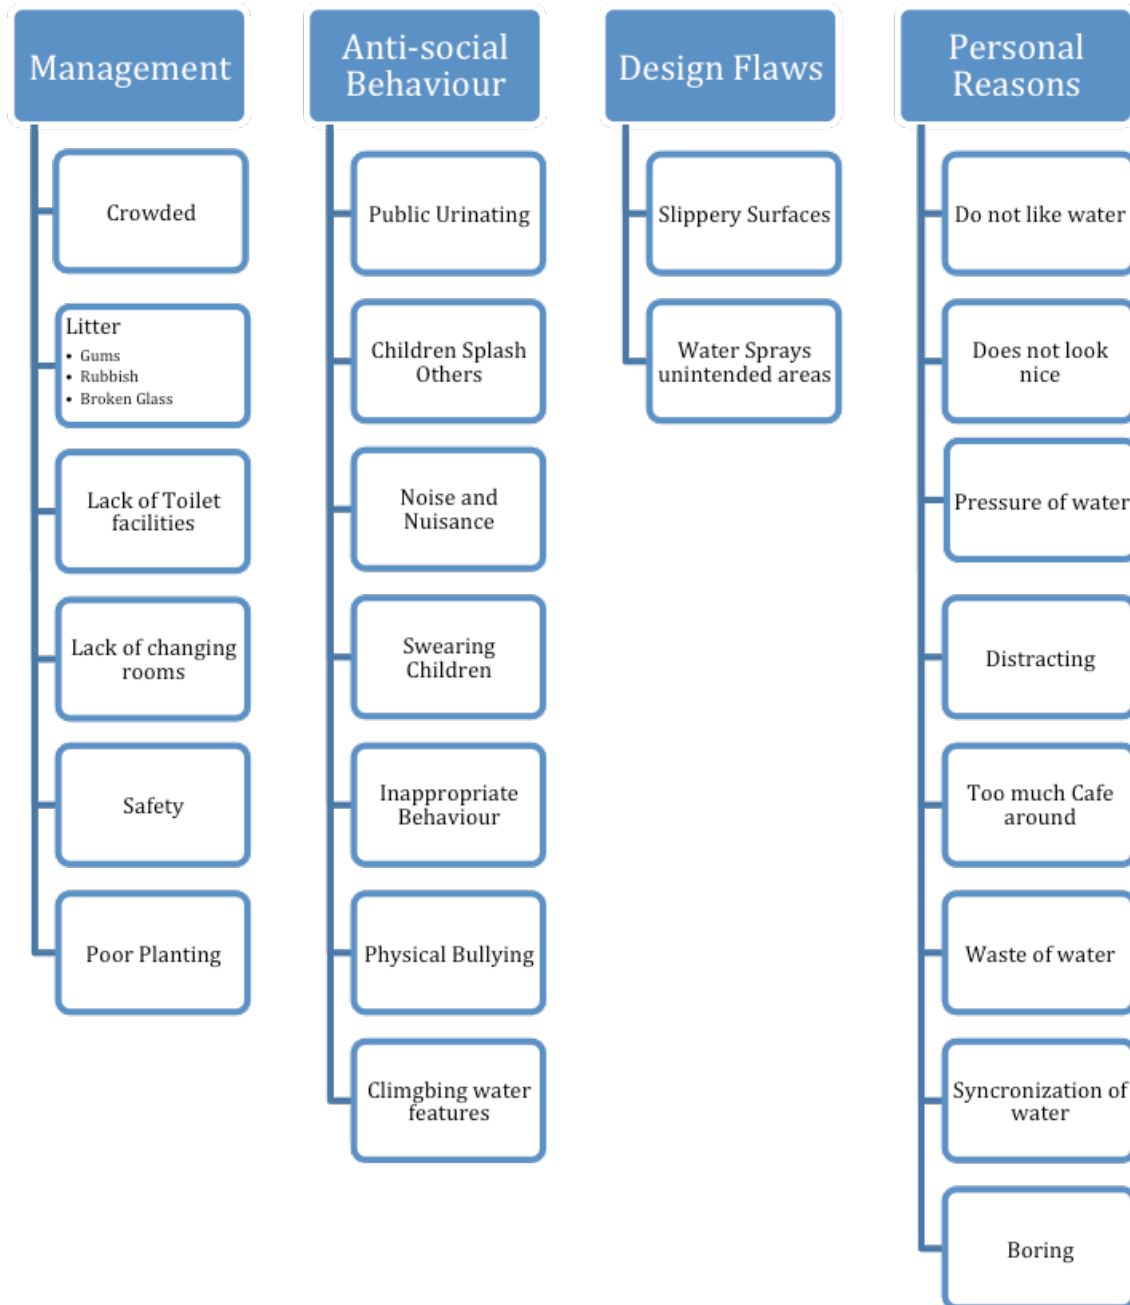 Management
Crowded
Litter
• Gums
• Rubbish
• Broken Glass
Lack of Toilet
facilities
Lack of changing
rooms
Safety
Poor Planting
Anti-social
Behaviour
Public Urinating
Children Splash
Others
Noise and
Nuisance
Swearing
Children
Inappropriate
Behaviour
Physical Bullying
Climgbing water
features
Design Flaws
Slippery Surfaces
Water Sprays
unintended areas
Personal
Reasons
Do not like water
Does not look
nice
Pressure of water
Distracting
Too much Cafe
around
Waste of water
Syncronization of
water
Boring